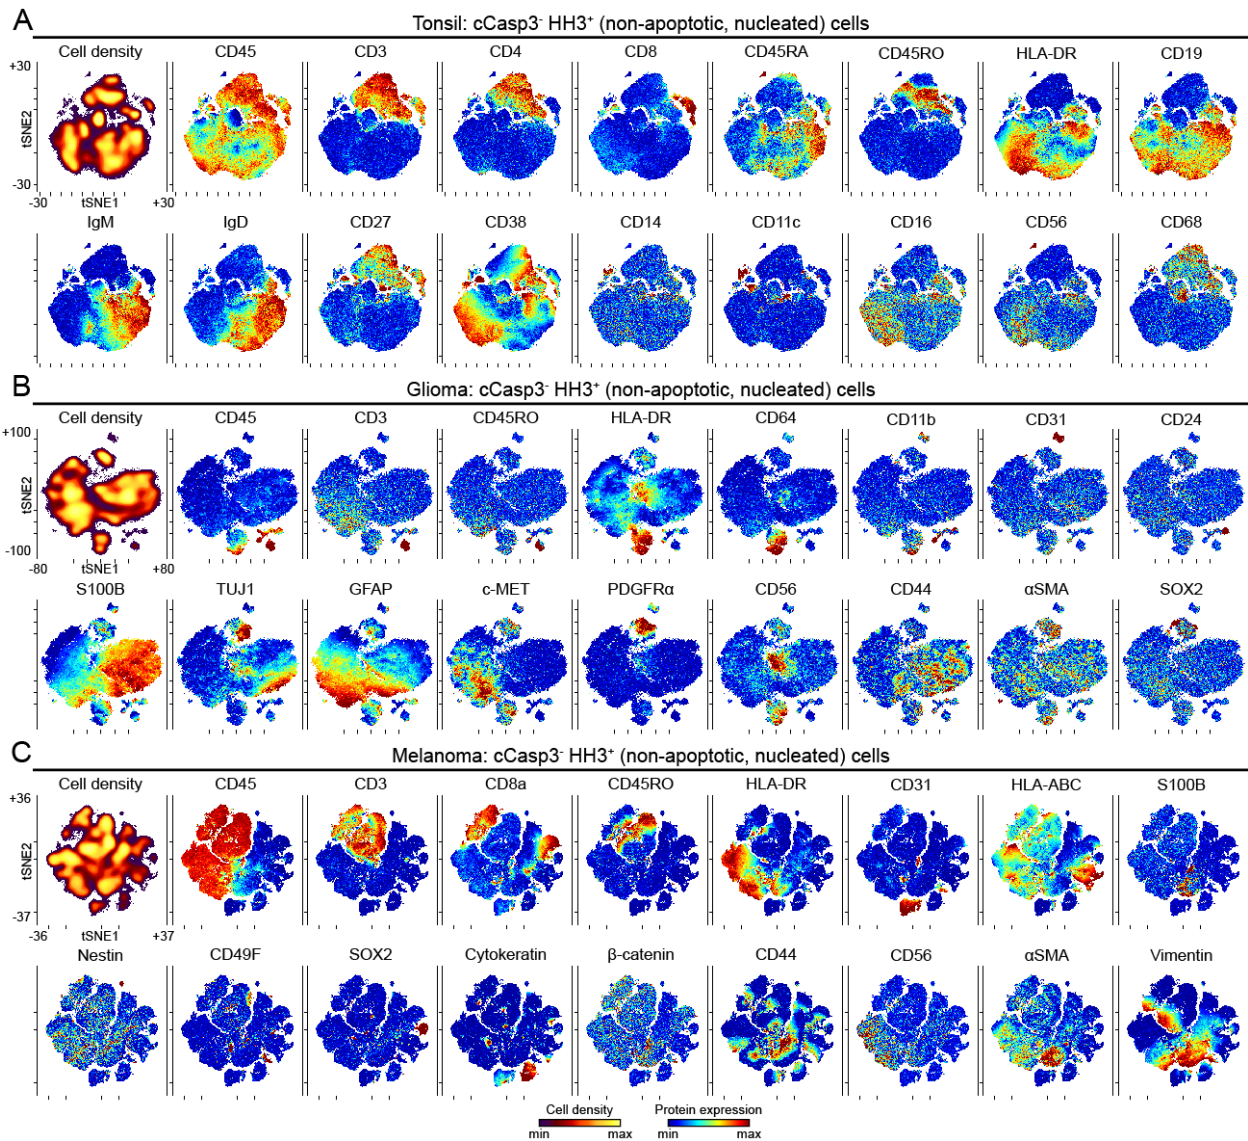 A
Tonsil: cCasp3⁻ HH3⁺ (non-apoptotic, nucleated) cells
Cell density CD45 CD3 CD4 CD8 CD45RA CD45RO HLA-DR CD19
+30
tSNE2
-30
-30 tSNE1 +30
IgM IgD CD27 CD38 CD14 CD11c CD16 CD56 CD68
B
Glioma: cCasp3⁻ HH3⁺ (non-apoptotic, nucleated) cells
Cell density CD45 CD3 CD45RO HLA-DR CD64 CD11b CD31 CD24
+100
tSNE2
-100
-80 tSNE1 +80
S100B TUJ1 GFAP c-MET PDGFRα CD56 CD44 αSMA SOX2
C
Melanoma: cCasp3⁻ HH3⁺ (non-apoptotic, nucleated) cells
Cell density CD45 CD3 CD8a CD45RO HLA-DR CD31 HLA-ABC S100B
+36
tSNE2
-37
-36 tSNE1 +37
Nestin CD49F SOX2 Cytokeratin β-catenin CD44 CD56 αSMA Vimentin
Cell density Protein expression
min max min max